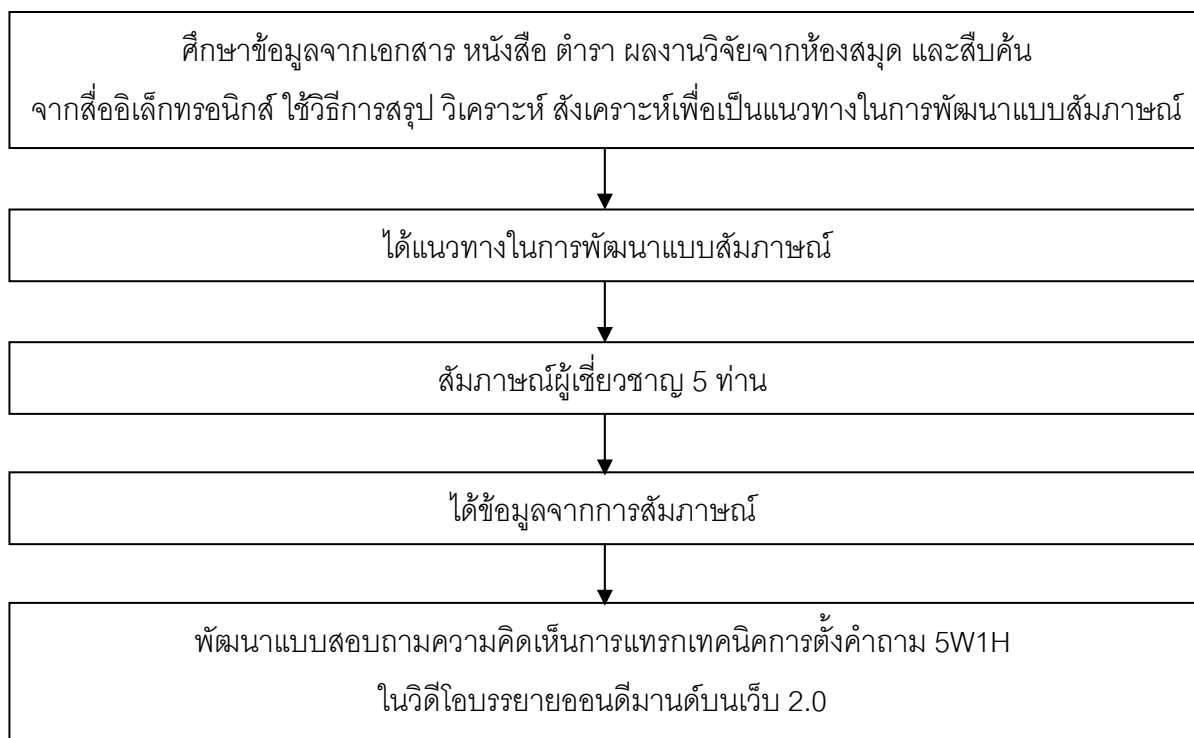 ศึกษาข้อมูลจากเอกสาร หนังสือ ตำรา ผลงานวิจัยจากห้องสมุด และสืบค้น
จากสื่ออิเล็กทรอนิกส์ ใช้วิธีการสรุป วิเคราะห์ สังเคราะห์เพื่อเป็นแนวทางในการพัฒนาแบบสัมภาษณ์
ได้แนวทางในการพัฒนาแบบสัมภาษณ์
สัมภาษณ์ผู้เชี่ยวชาญ 5 ท่าน
ได้ข้อมูลจากการสัมภาษณ์
พัฒนาแบบสอบถามความคิดเห็นการแทรกเทคนิคการตั้งคำถาม 5W1H
ในวิดีโอบรรยายออนดีมานด์บนเว็บ 2.0